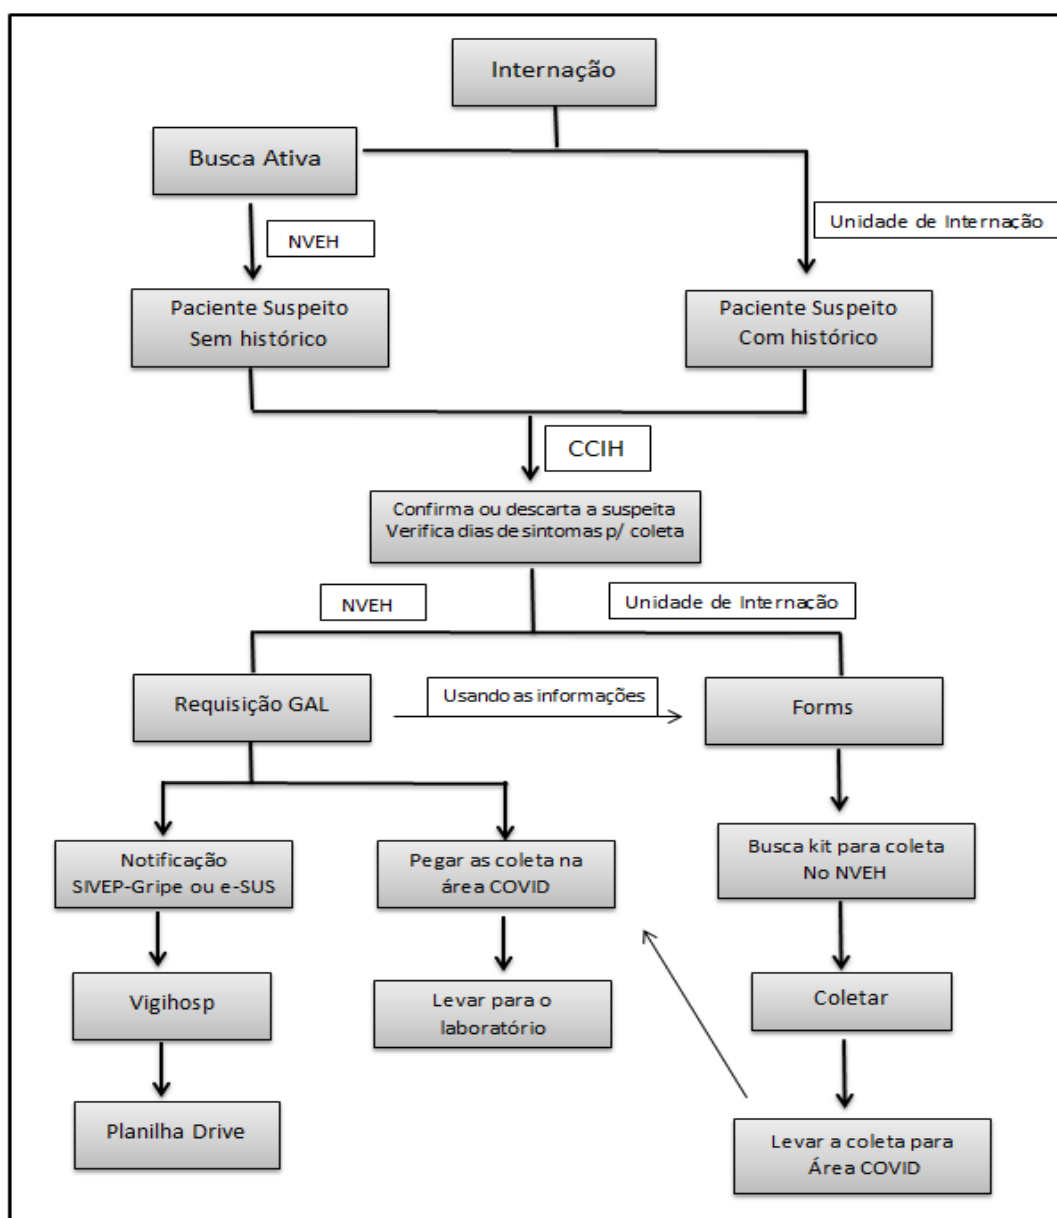 Internação
Busca Ativa
NVEH
Unidade de Internação
Paciente Suspeito
Sem histórico
Paciente Suspeito
Com histórico
CCIH
Confirma ou descarta a suspeita
Verifica dias de sintomas p/ coleta
NVEH
Unidade de Internação
Requisição GAL
Usando as informações
Forms
Notificação
SIVEP-Gripe ou e-SUS
Pegar as coleta na
área COVID
Busca kit para coleta
No NVEH
Vigihosp
Levar para o
laboratório
Coletar
Planilha Drive
Levar a coleta para
Área COVID